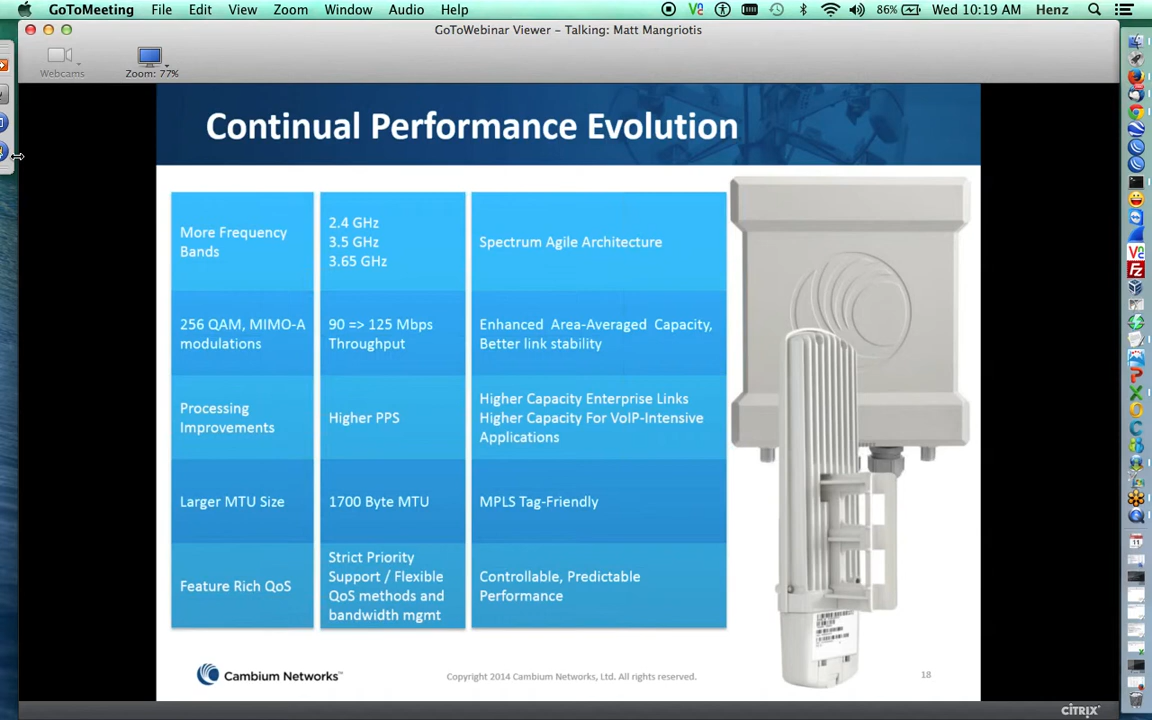 GoToMeeting File Edit View Zoom Window Audio Help 86% Wed 10:19 AM Henz
GoToWebinar Viewer – Talking: Matt Mangriotis
Webcams
Zoom: 77%
Continual Performance Evolution
More Frequency
Bands
2.4 GHz
3.5 GHz
3.65 GHz
Spectrum Agile Architecture
256 QAM, MIMO-A
modulations
90 => 125 Mbps
Throughput
Enhanced Area-Averaged Capacity,
Better link stability
Processing
Improvements
Higher PPS
Higher Capacity Enterprise Links
Higher Capacity For VoIP-Intensive
Applications
Larger MTU Size
1700 Byte MTU
MPLS Tag-Friendly
Feature Rich QoS
Strict Priority
Support / Flexible
QoS methods and
bandwidth mgmt
Controllable, Predictable
Performance
Cambium Networks™
Copyright 2014 Cambium Networks, Ltd. All rights reserved.
18
CITRIX